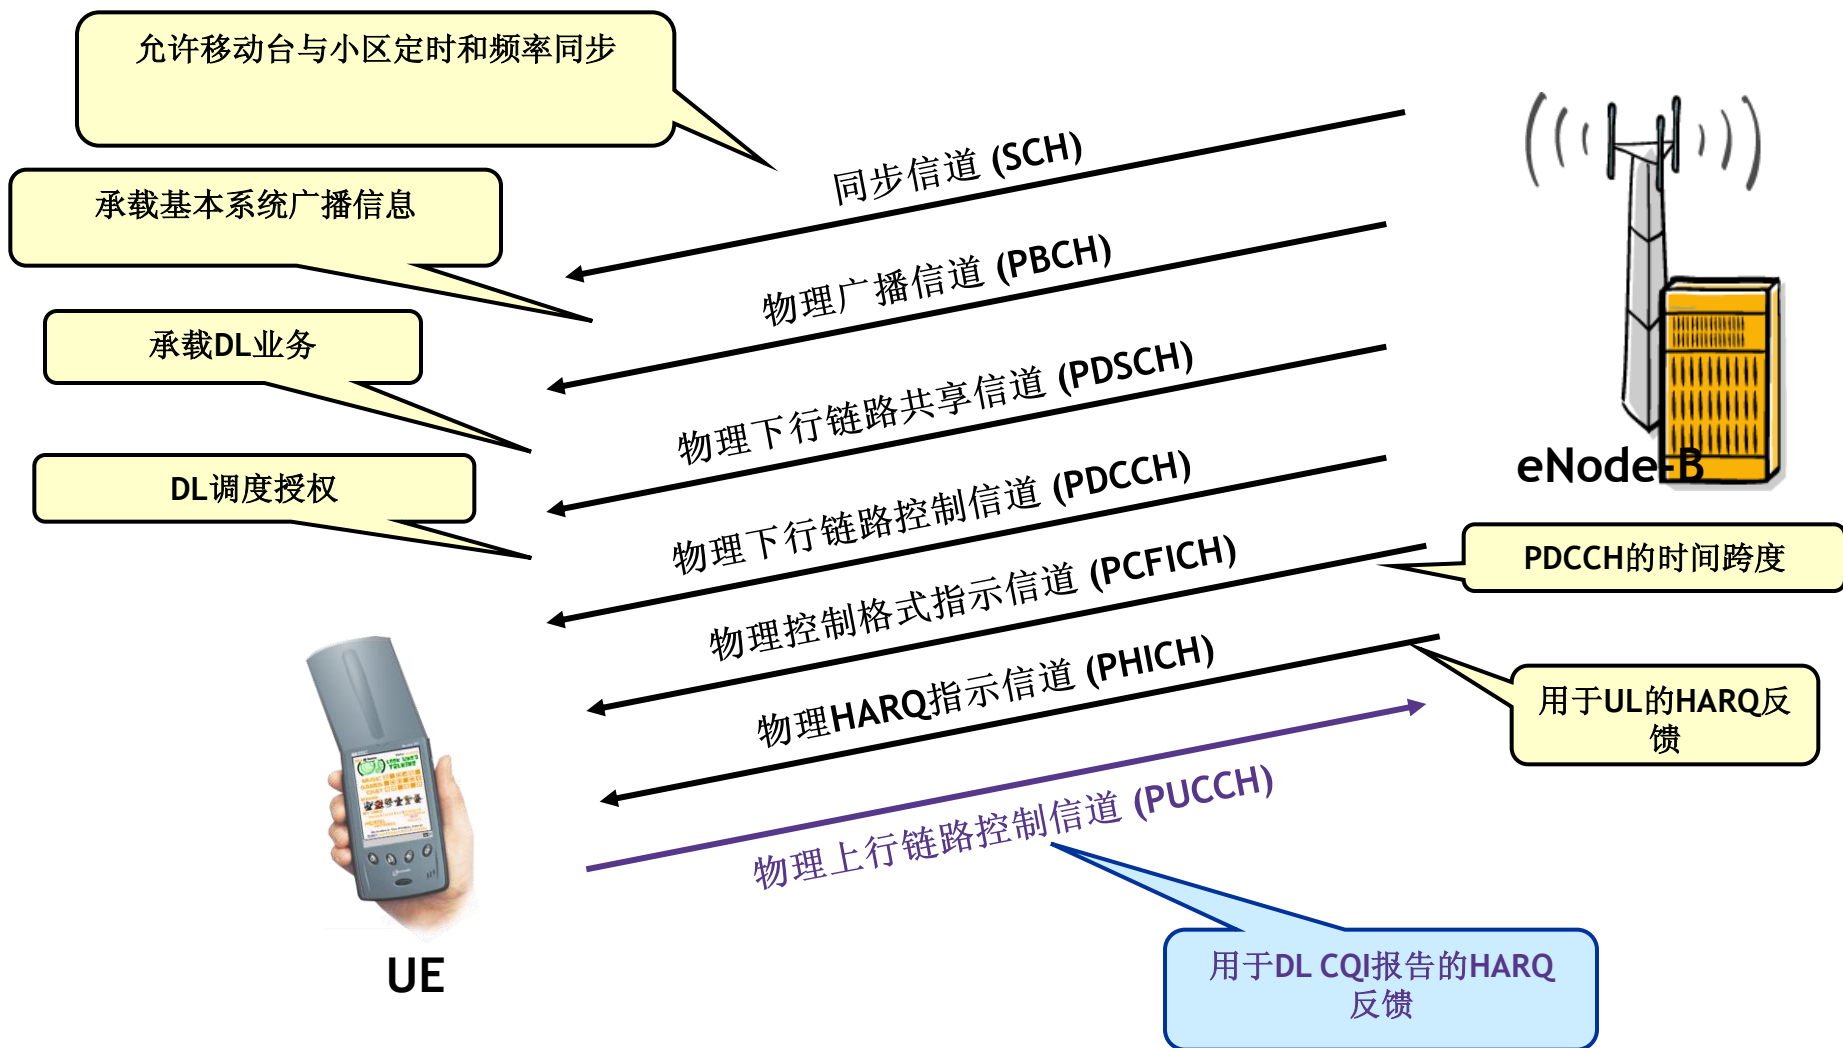 允许移动台与小区定时和频率同步
同步信道 (SCH)
承载基本系统广播信息
物理广播信道 (PBCH)
承载DL业务
物理下行链路共享信道 (PDSCH)
DL调度授权
物理下行链路控制信道 (PDCCH)
eNode-B
PDCCH的时间跨度
物理控制格式指示信道 (PCFICH)
物理HARQ指示信道 (PHICH)
用于UL的HARQ反
馈
物理上行链路控制信道 (PUCCH)
UE
用于DL CQI报告的HARQ
反馈